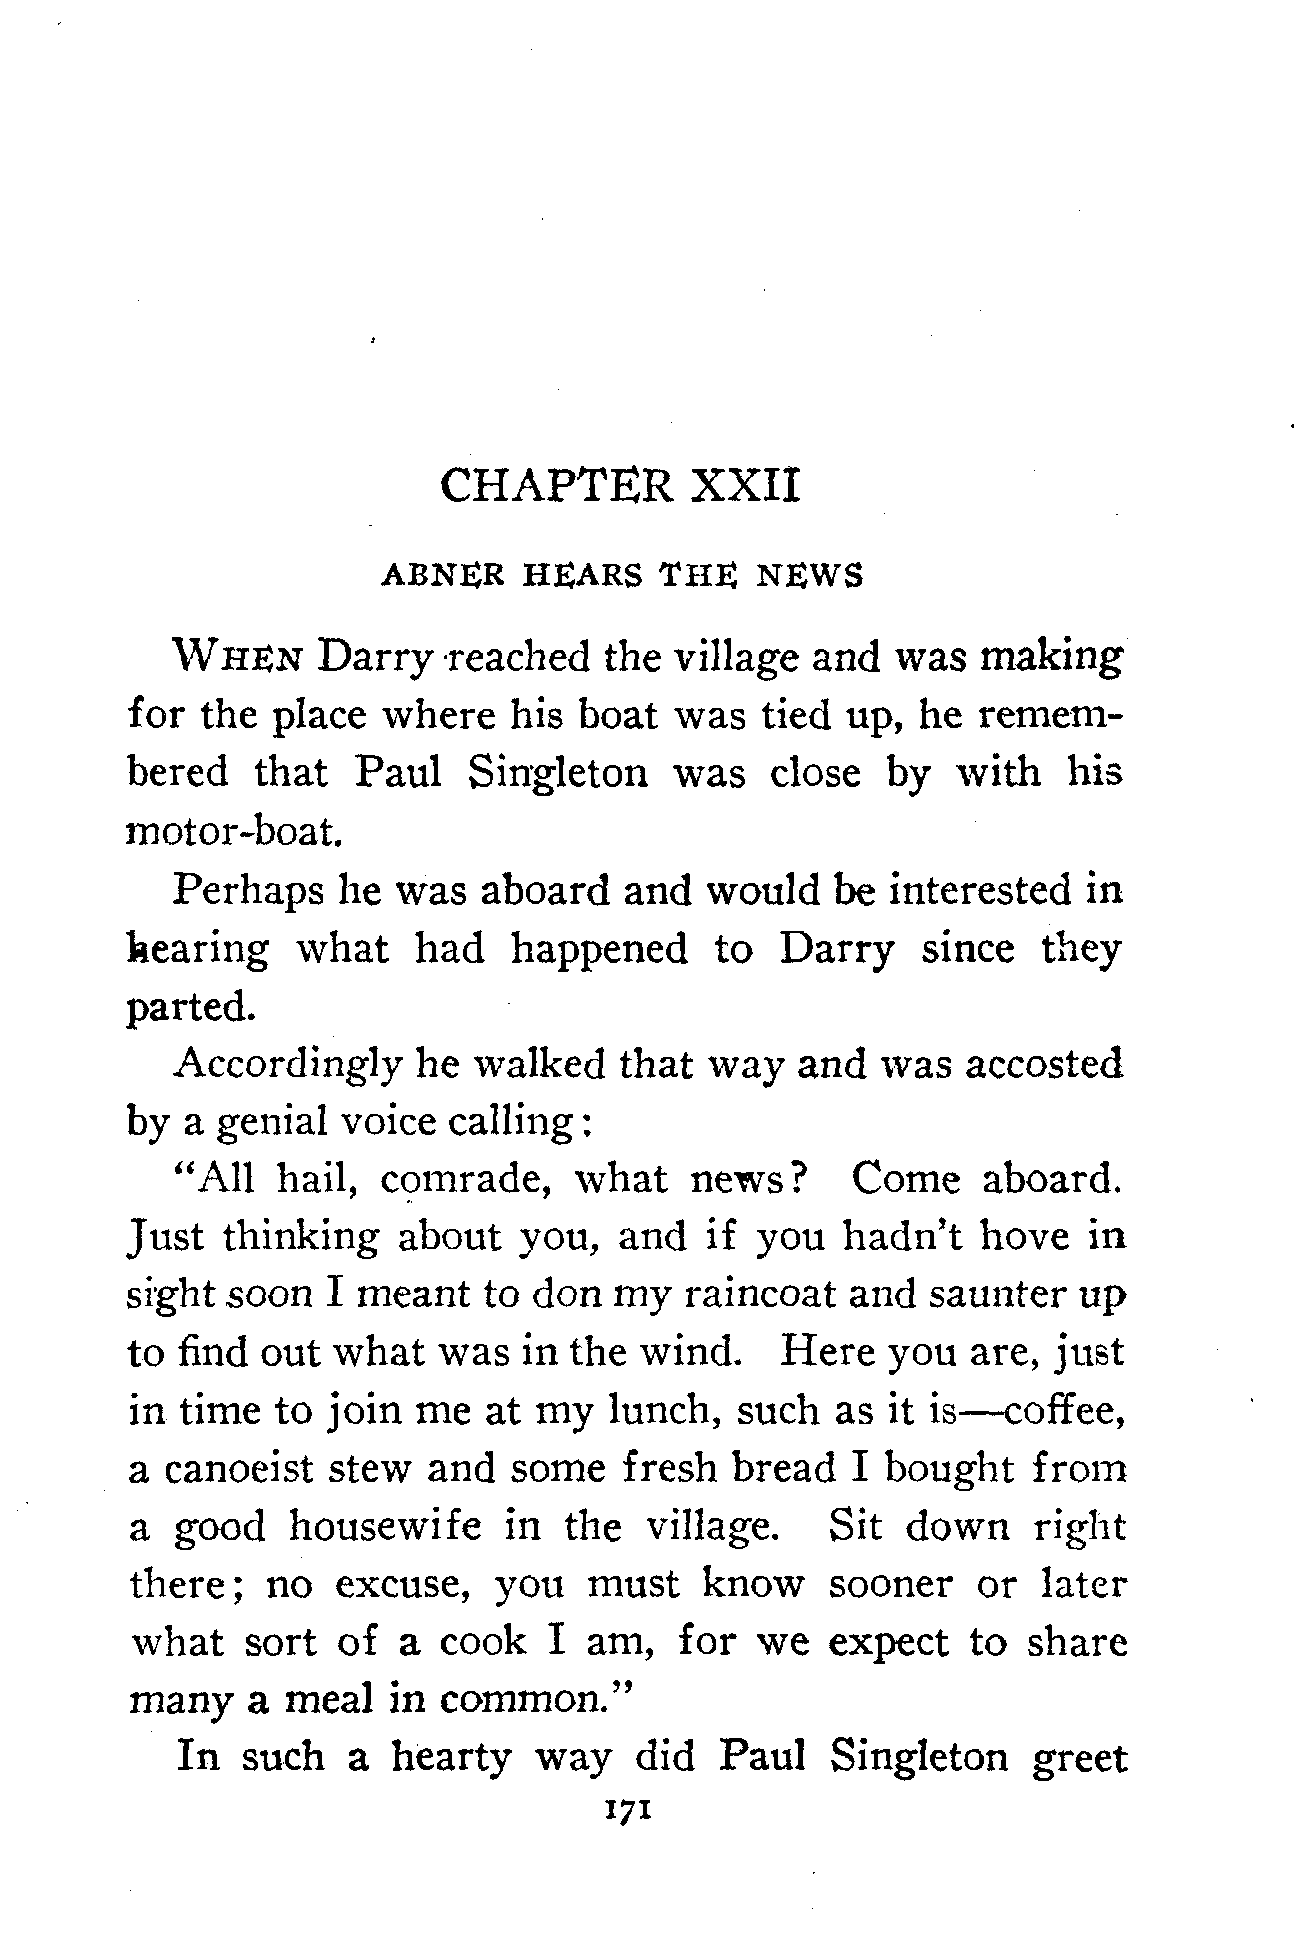 CHAPTER XXII
ABNER HEARS THE NEWS
WHEN Darry reached the village and was making
for the place where his boat was tied up, he remem-
bered that Paul Singleton was close by with his
motor-boat.
Perhaps he was aboard and would be interested in
hearing what had happened to Darry since they
parted.
Accordingly he walked that way and was accosted
by a genial voice calling:
“All hail, comrade, what news? Come aboard.
Just thinking about you, and if you hadn’t hove in
sight soon I meant to don my raincoat and saunter up
to find out what was in the wind. Here you are, just
in time to join me at my lunch, such as it is—coffee,
a canoeist stew and some fresh bread I bought from
a good housewife in the village. Sit down right
there; no excuse, you must know sooner or later
what sort of a cook I am, for we expect to share
many a meal in common.”
In such a hearty way did Paul Singleton greet
171